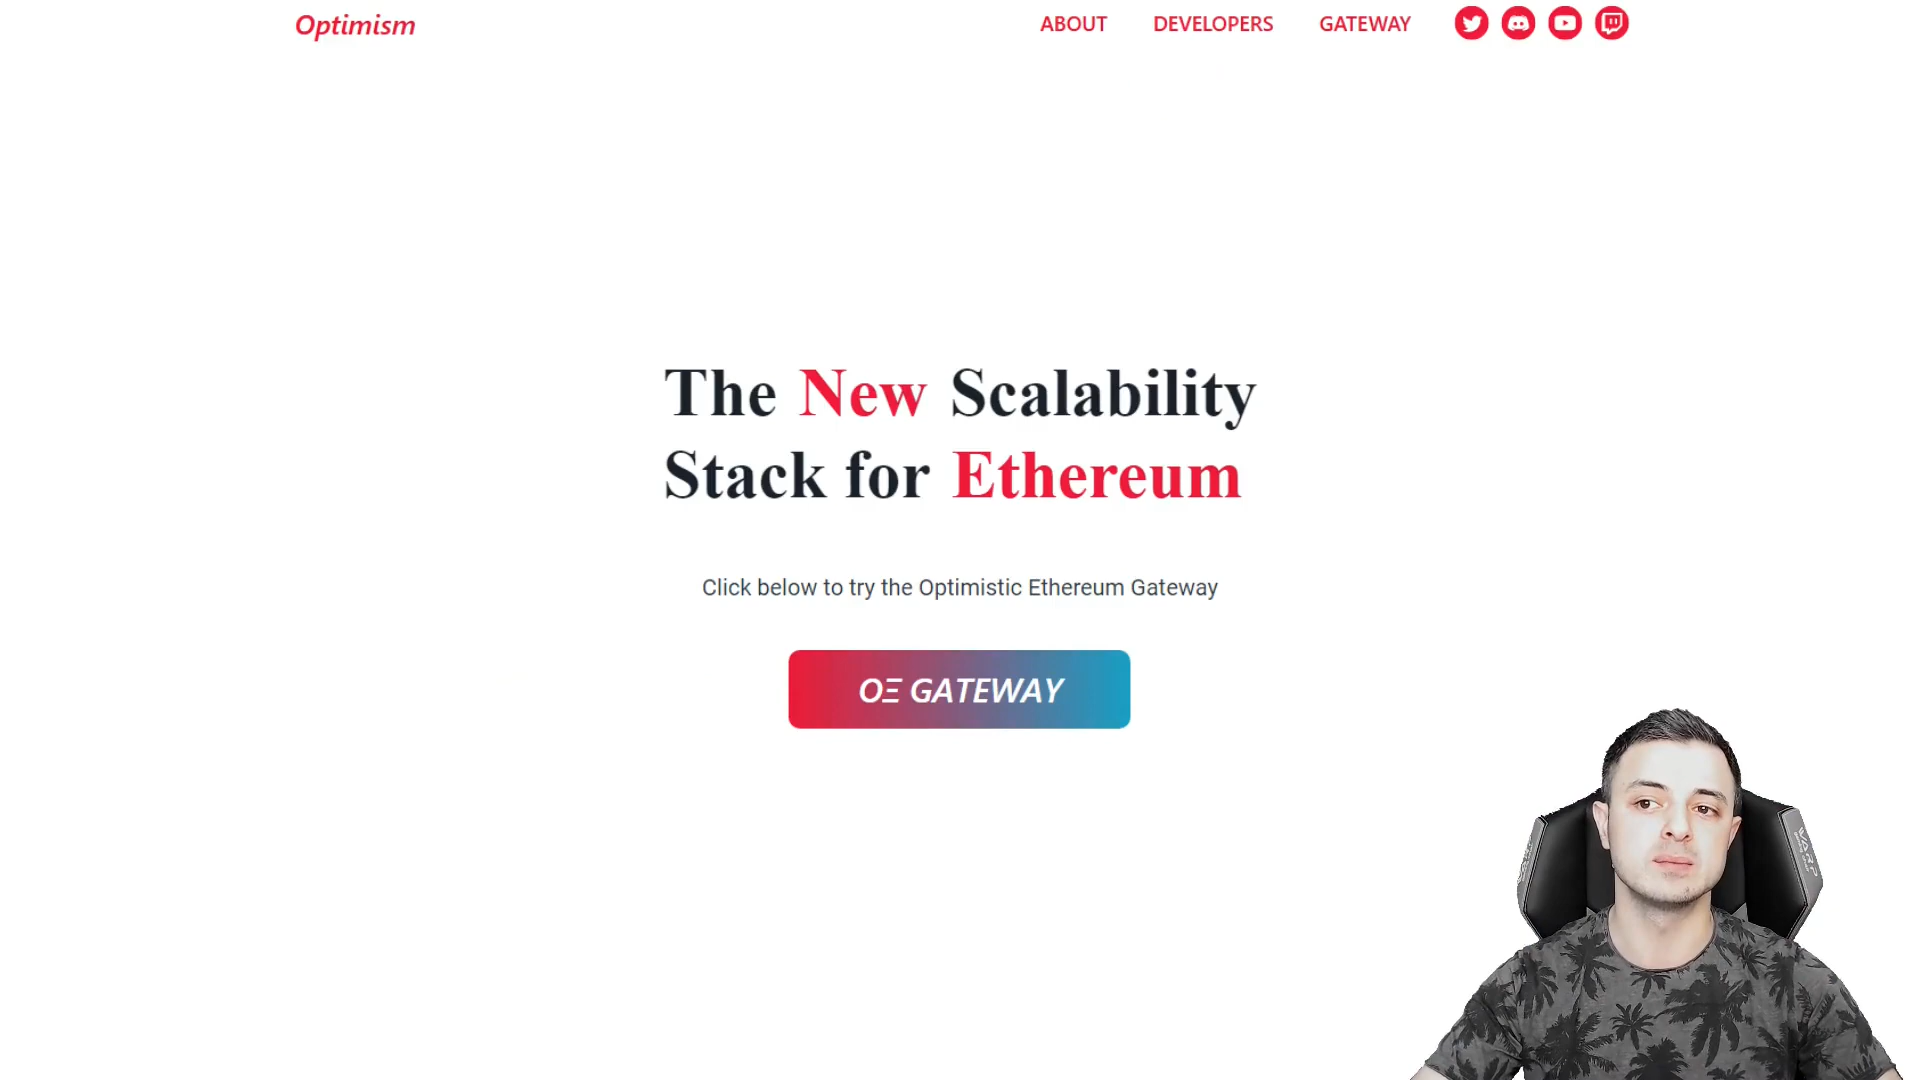 Optimism
ABOUT DEVELOPERS GATEWAY
The New Scalability
Stack for Ethereum
Click below to try the Optimistic Ethereum Gateway
OΞ GATEWAY
WARP